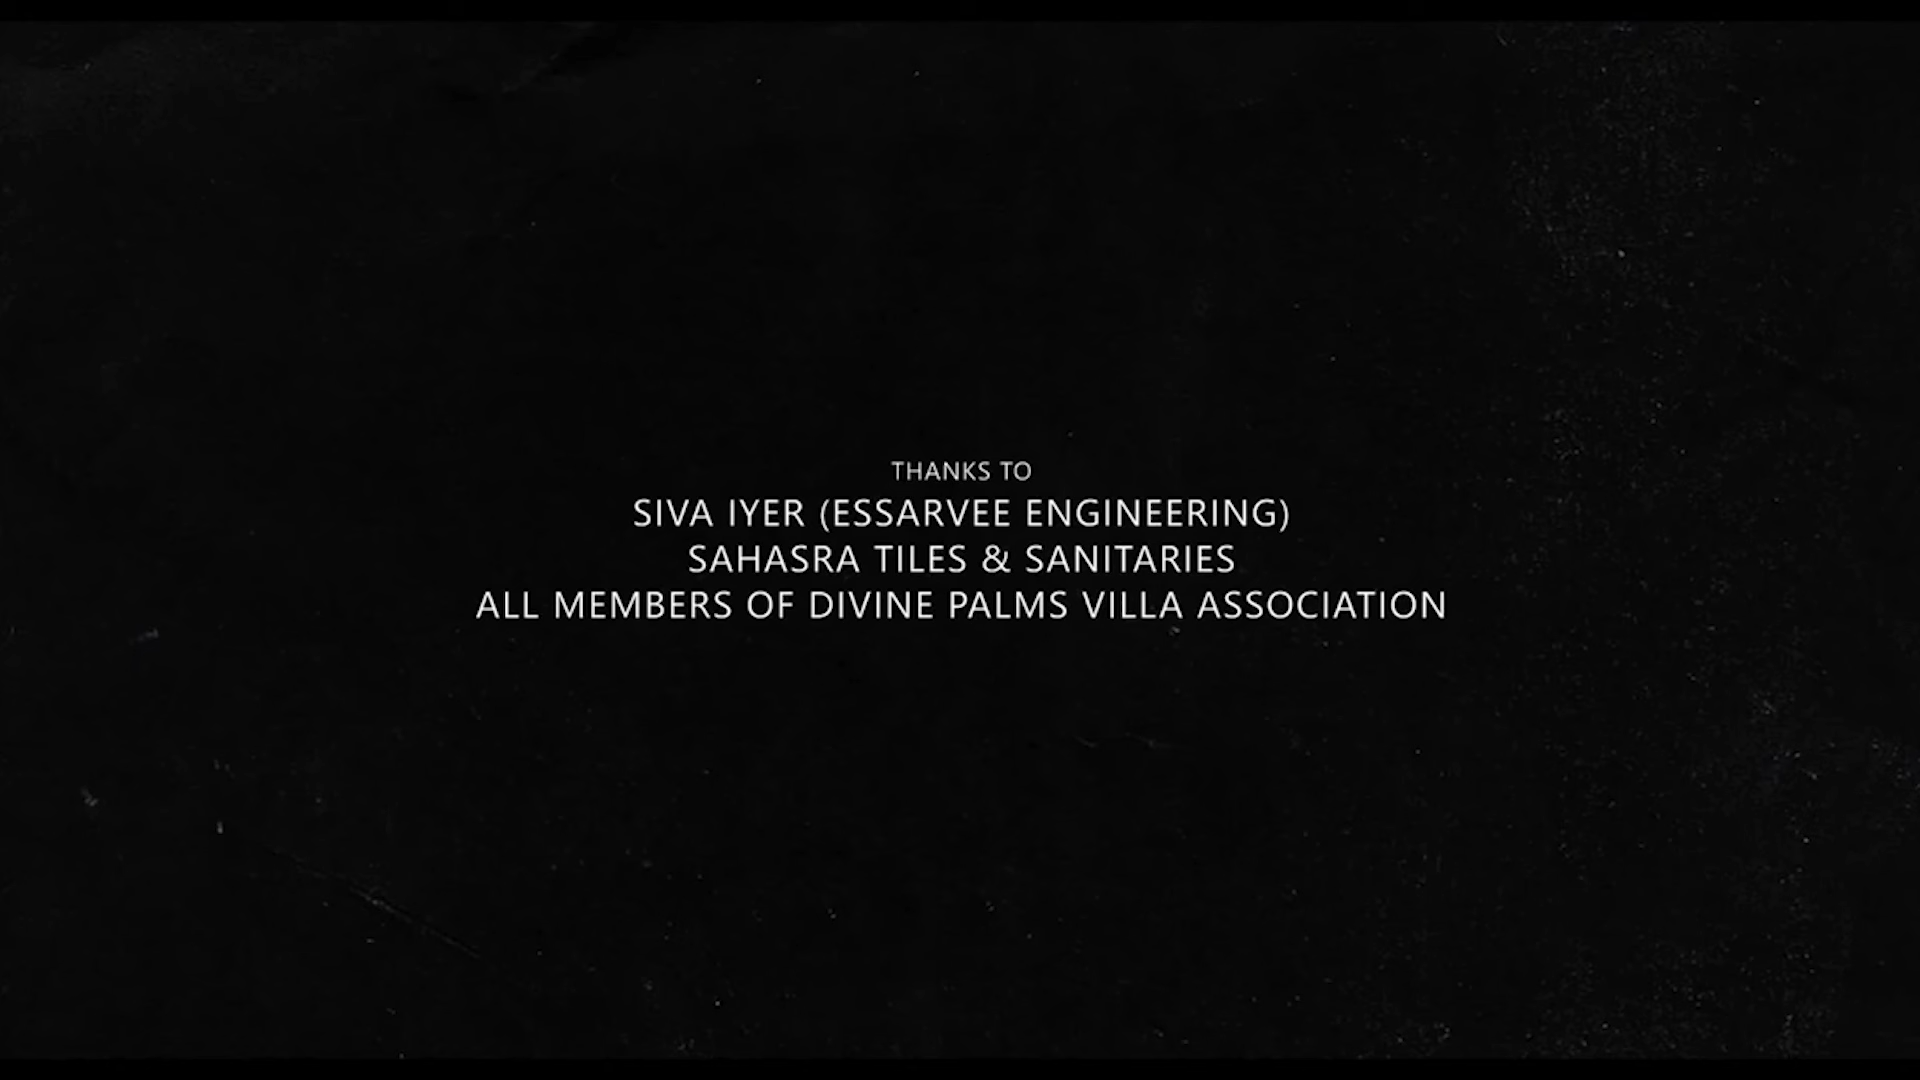 THANKS TO
SIVA IYER (ESSARVEE ENGINEERING)
SAHASRA TILES & SANITARIES
ALL MEMBERS OF DIVINE PALMS VILLA ASSOCIATION